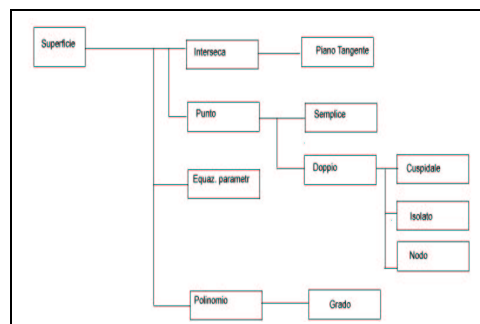 Superficie
Interseca
Piano Tangente
Punto
Semplice
Doppio
Cuspidale
Equaz. parametr
Isolato
Nodo
Polinomio
Grado